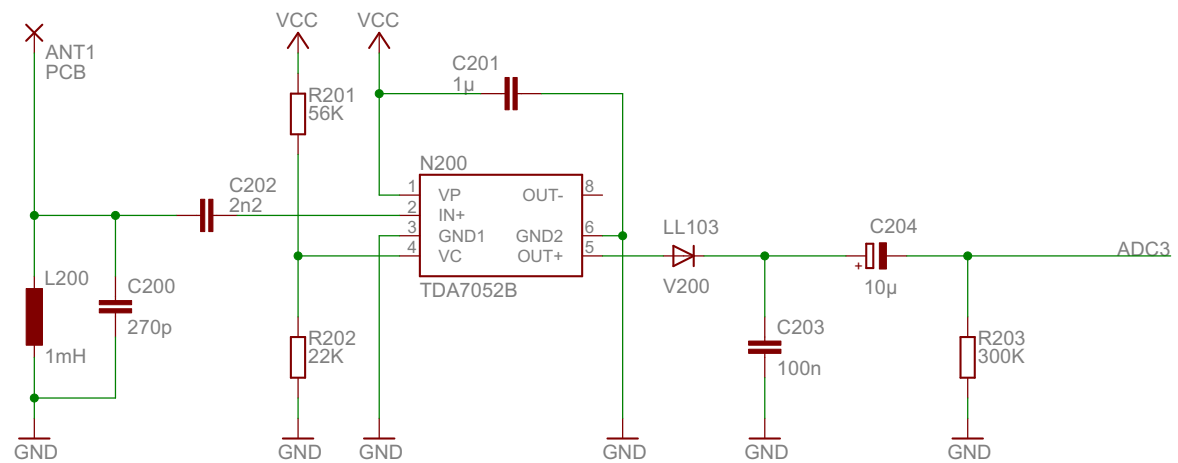 VCC
VCC
ANT1
PCB
C201
1µ
R201
56K
N200
1
VP
OUT-
8
C202
2n2
2
IN+
3
GND1
GND2
6
4
VC
OUT+
5
TDA7052B
LL103
V200
C204
+
10µ
ADC3
L200
1mH
C200
270p
R202
22K
C203
100n
R203
300K
GND
GND
GND
GND
GND
GND